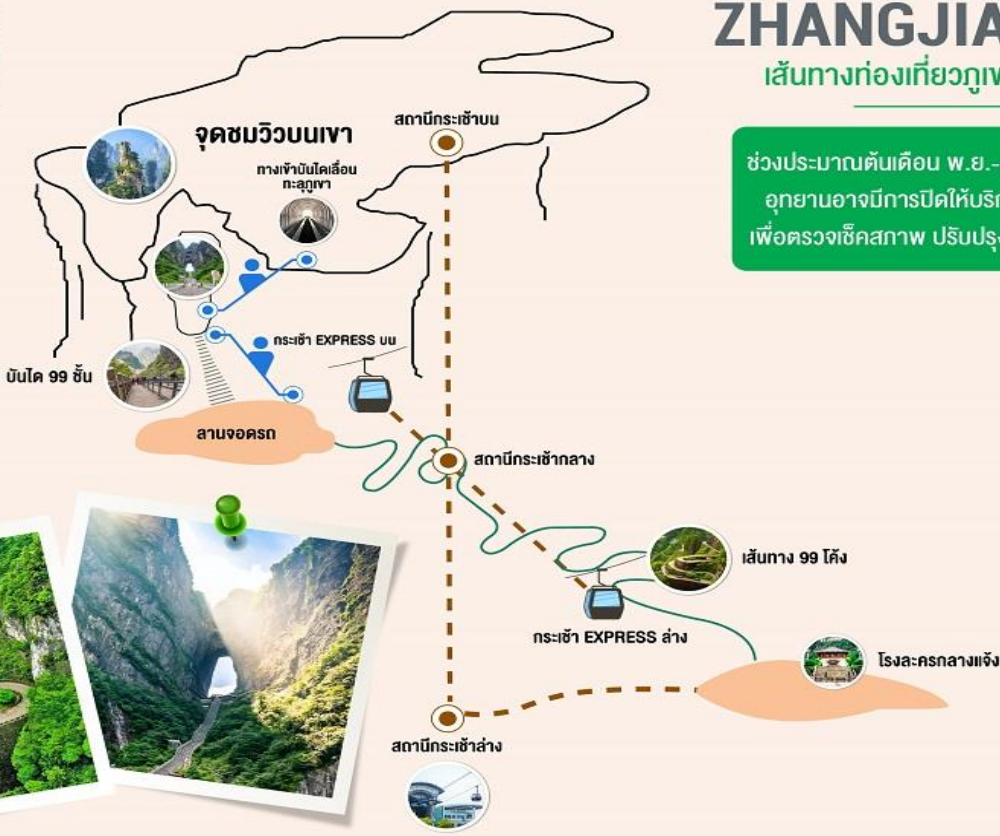 ZHANGJIA
เส้นทางท่องเที่ยวภูเข
ช่วงประมาณต้นเดือน พ.ย.-
อุทยานอาจมีการปิดให้บริก
เพื่อตรวจเช็คสภาพ ปรับปรุง
สถานีกระเช้าบน
จุดชมวิวบนเขา
ทางเข้าบันไดเลื่อน
ทะลุภูเขา
กระเช้า EXPRESS บน
บันได 99 ชั้น
ลานจอดรถ
สถานีกระเช้ากลาง
เส้นทาง 99 โค้ง
กระเช้า EXPRESS ล่าง
โรงละครกลางแจ้ง
สถานีกระเช้าล่าง